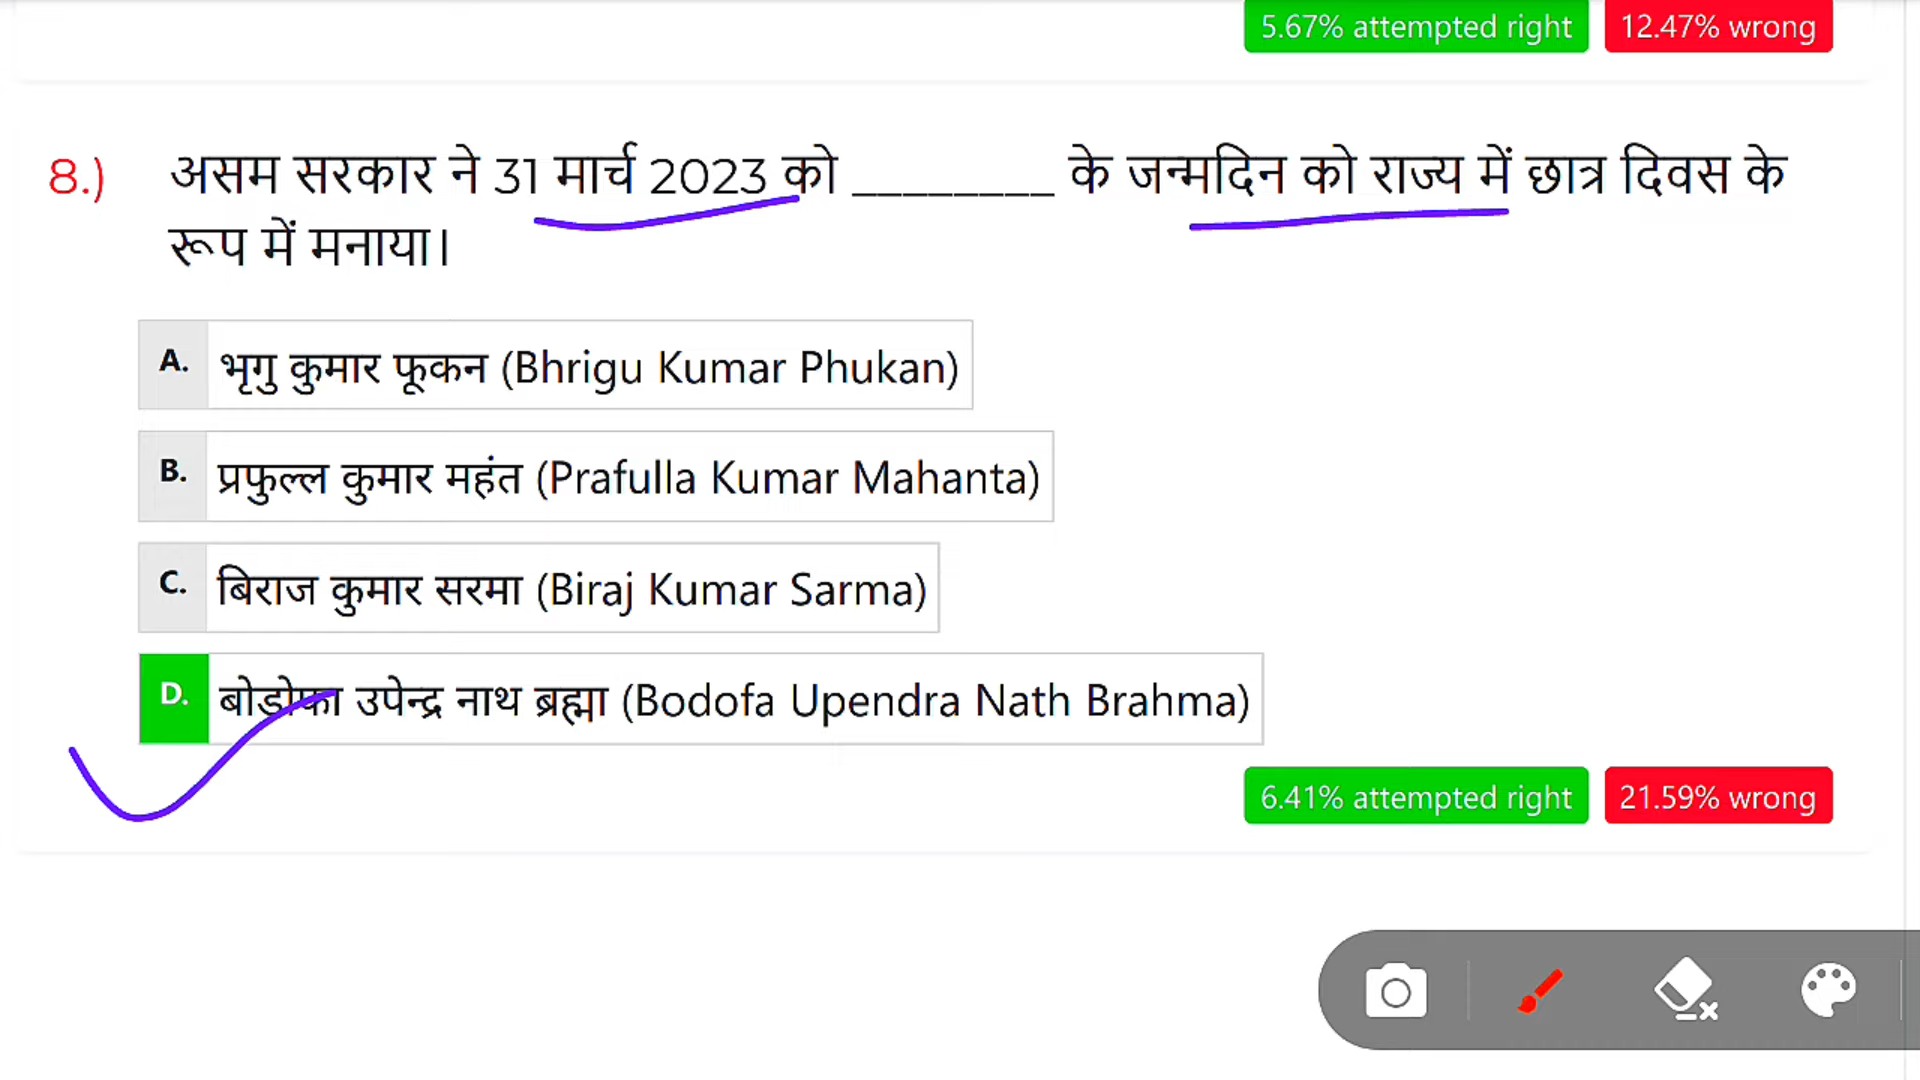 5.67% attempted right 12.47% wrong
8.) असम सरकार ने 31 मार्च 2023 को ________ के जन्मदिन को राज्य में छात्र दिवस के
रूप में मनाया।
A. भृगु कुमार फूकन (Bhrigu Kumar Phukan)
B. प्रफुल्ल कुमार महंत (Prafulla Kumar Mahanta)
C. बिराज कुमार सरमा (Biraj Kumar Sarma)
D. बोडोफा उपेन्द्र नाथ ब्रह्मा (Bodofa Upendra Nath Brahma)
6.41% attempted right 21.59% wrong